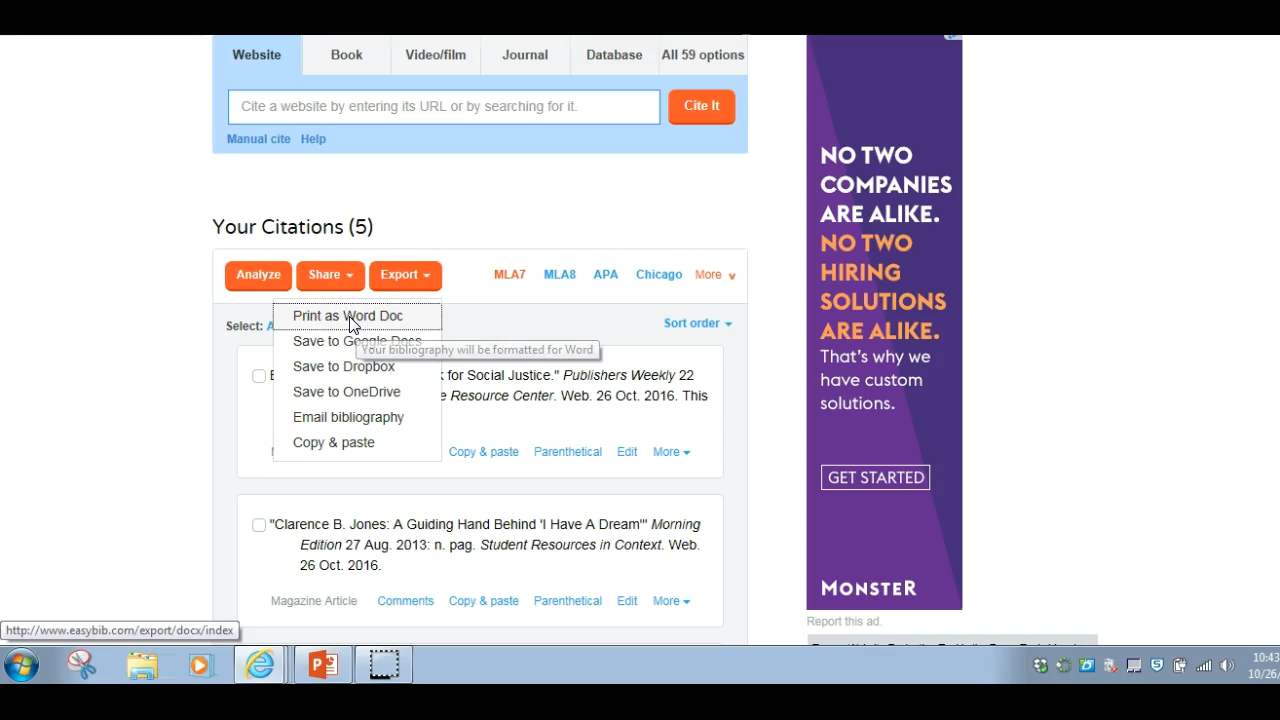 Website Book Video/film Journal Database All 59 options
Cite a website by entering its URL or by searching for it. Cite It
Manual cite Help
Your Citations (5)
Analyze Share Export MLA7 MLA8 APA Chicago More
Select: Sort order
Print as Word Doc
Save to Google Docs
Your bibliography will be formatted for Word
Save to Dropbox
Save to OneDrive
Email bibliography
Copy & paste
k for Social Justice." Publishers Weekly 22
e Resource Center. Web. 26 Oct. 2016. This
Copy & paste Parenthetical Edit More
"Clarence B. Jones: A Guiding Hand Behind 'I Have A Dream'" Morning
Edition 27 Aug. 2013: n. pag. Student Resources in Context. Web.
26 Oct. 2016.
Magazine Article Comments Copy & paste Parenthetical Edit More
NO TWO
COMPANIES
ARE ALIKE.
NO TWO
HIRING
SOLUTIONS
ARE ALIKE.
That's why we
have custom
solutions.
GET STARTED
MONSTER
Report this ad.
http://www.easybib.com/export/docx/index
10:43
10/26/